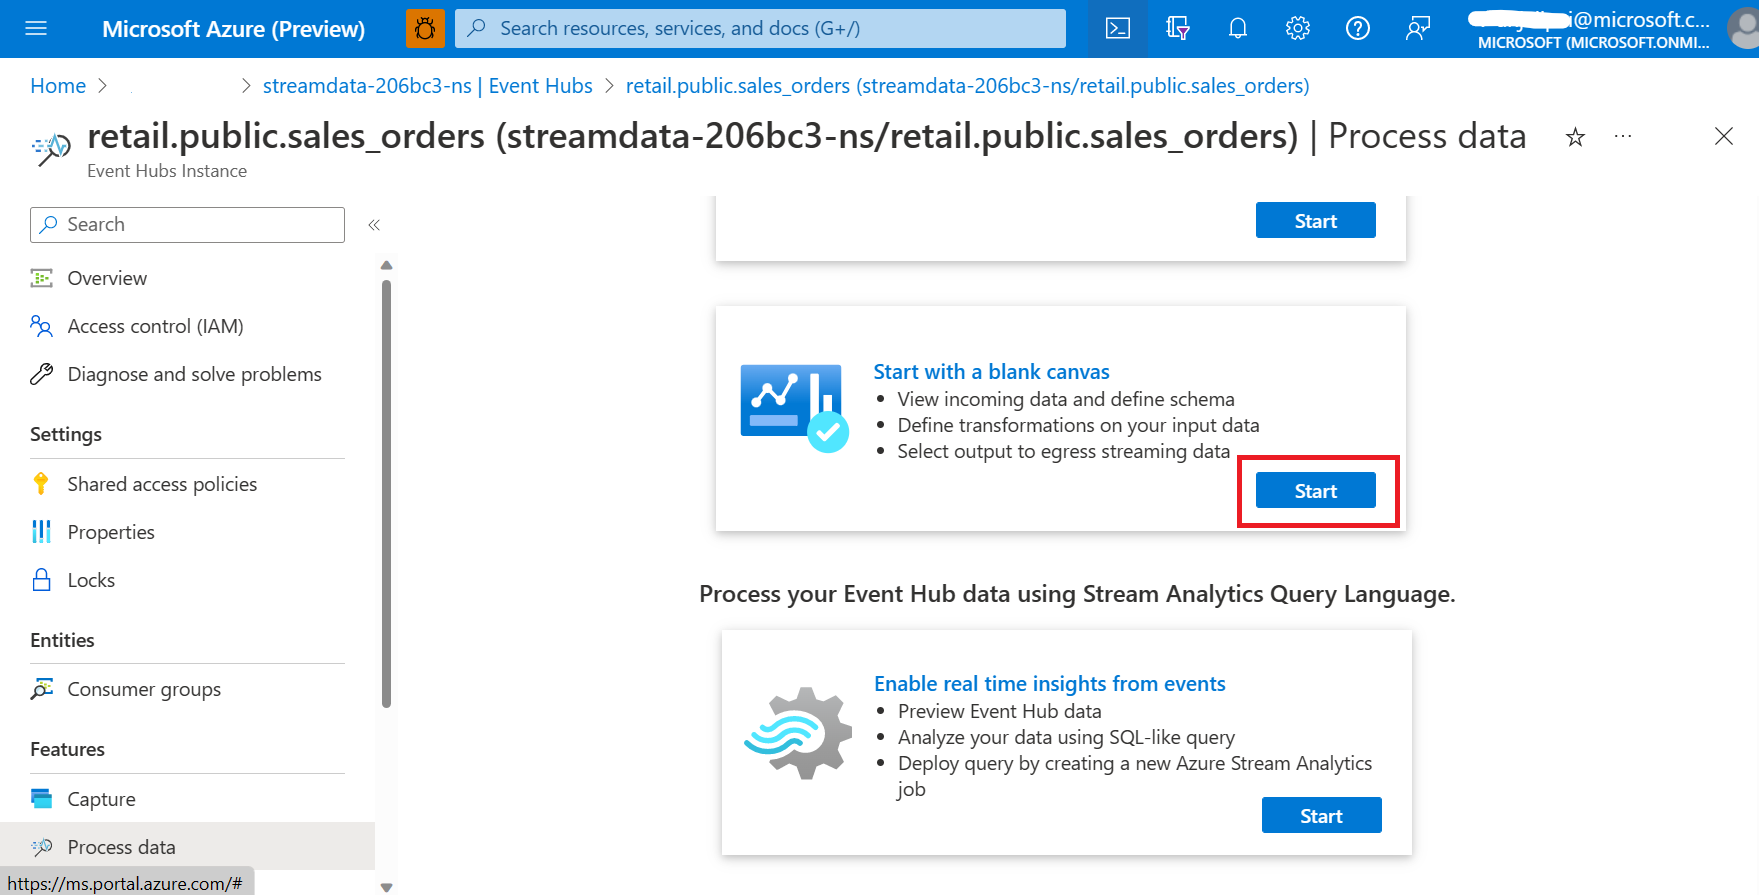 Microsoft Azure (Preview)
Search resources, services, and docs (G+/)
i@microsoft.c...
MICROSOFT (MICROSOFT.ONMI...
Home > > streamdata-206bc3-ns | Event Hubs > retail.public.sales_orders (streamdata-206bc3-ns/retail.public.sales_orders)
retail.public.sales_orders (streamdata-206bc3-ns/retail.public.sales_orders) | Process data
Event Hubs Instance
Search
Overview
Access control (IAM)
Diagnose and solve problems
Settings
Shared access policies
Properties
Locks
Entities
Consumer groups
Features
Capture
Process data
https://ms.portal.azure.com/#
Start
Start with a blank canvas
• View incoming data and define schema
• Define transformations on your input data
• Select output to egress streaming data
Start
Process your Event Hub data using Stream Analytics Query Language.
Enable real time insights from events
• Preview Event Hub data
• Analyze your data using SQL-like query
• Deploy query by creating a new Azure Stream Analytics
job
Start